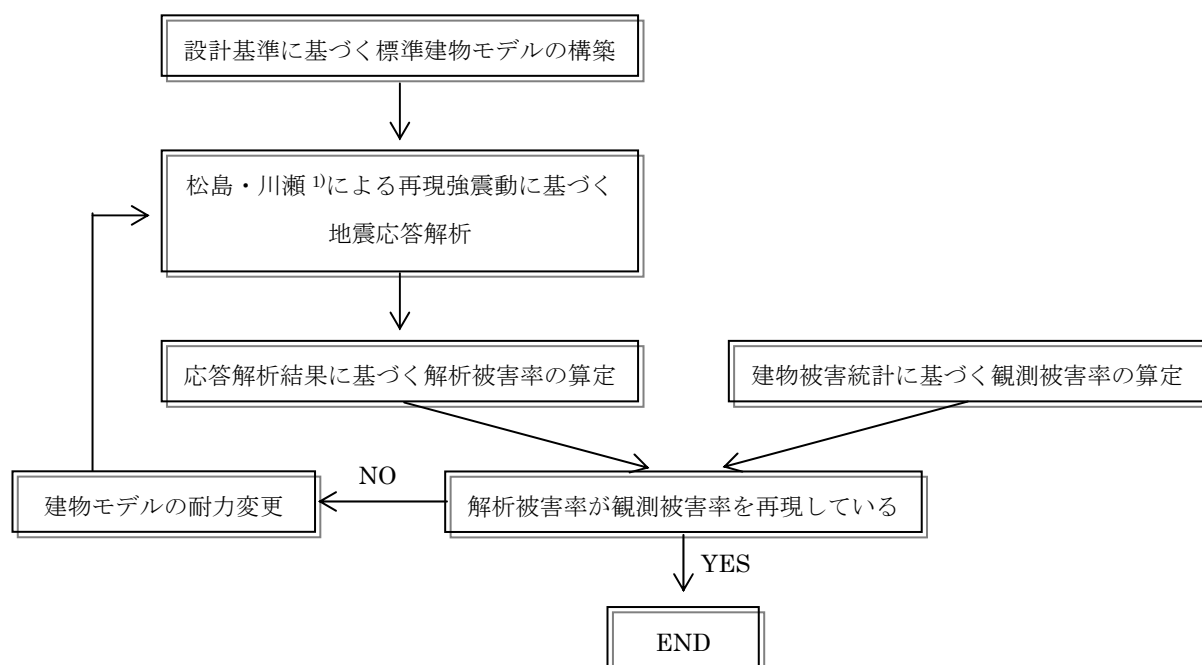 設計基準に基づく標準建物モデルの構築
松島・川瀬 1)による再現強震動に基づく
地震応答解析
応答解析結果に基づく解析被害率の算定
建物被害統計に基づく観測被害率の算定
建物モデルの耐力変更
NO
解析被害率が観測被害率を再現している
YES
END